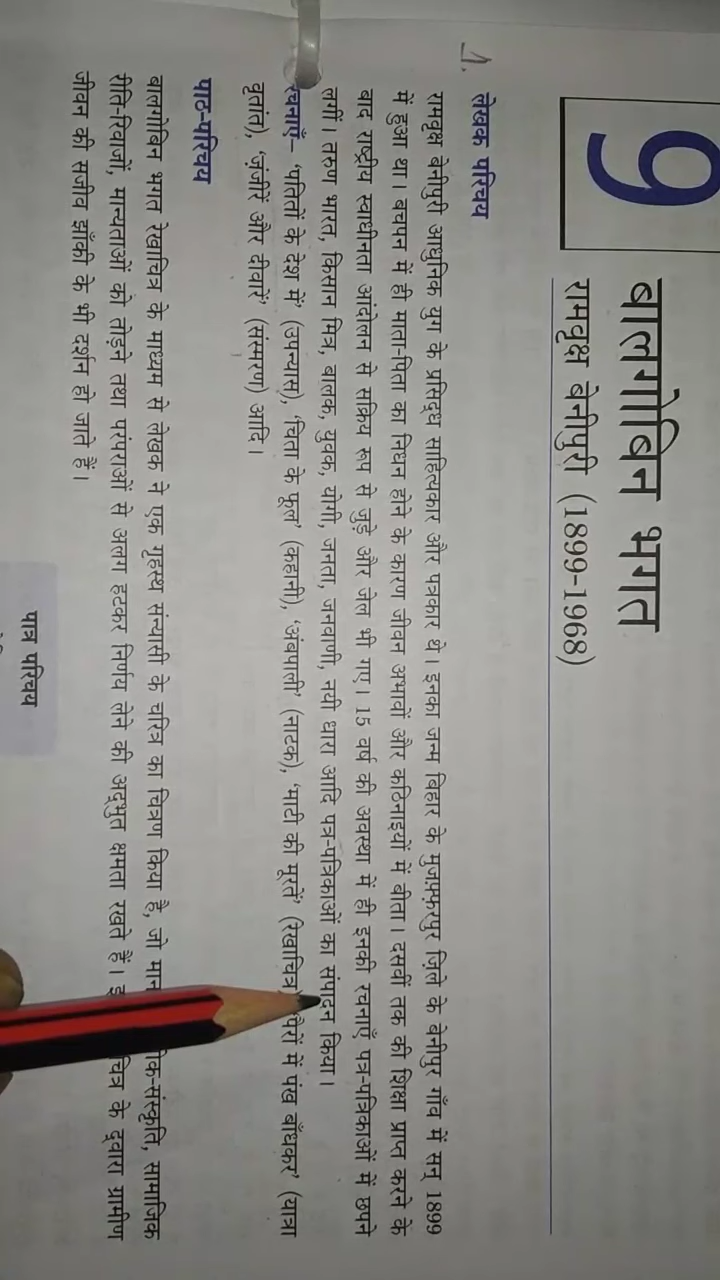 9
बालगोबिन भगत
रामवृक्ष बेनीपुरी (1899-1968)
1.
लेखक परिचय
रामवृक्ष बेनीपुरी आधुनिक युग के प्रसिद्ध साहित्यकार और पत्रकार थे। इनका जन्म बिहार के मुज़फ़्फ़रपुर ज़िले के बेनीपुर गाँव में सन् 1899
में हुआ था। बचपन में ही माता-पिता का निधन होने के कारण जीवन अभावों और कठिनाइयों में बीता। दसवीं तक की शिक्षा प्राप्त करने के
बाद राष्ट्रीय स्वाधीनता आंदोलन से सक्रिय रूप से जुड़े और जेल भी गए। 15 वर्ष की अवस्था में ही इनकी रचनाएँ पत्र-पत्रिकाओं में छपने
लगीं। तरुण भारत, किसान मित्र, बालक, युवक, योगी, जनता, जनवाणी, नयी धारा आदि पत्र-पत्रिकाओं का संपादन किया।
रचनाएँ– 'पतितों के देश में' (उपन्यास), 'चिता के फूल' (कहानी), 'अंबपाली' (नाटक), 'माटी की मूरतें' (रेखाचित्र) पैरों में पंख बाँधकर' (यात्रा
वृतांत), 'ज़ंजीरें और दीवारें' (संस्मरण) आदि।
पाठ-परिचय
बालगोबिन भगत रेखाचित्र के माध्यम से लेखक ने एक गृहस्थ संन्यासी के चरित्र का चित्रण किया है, जो सामाजिक
रीति-रिवाजों, मान्यताओं को तोड़ने तथा परंपराओं से अलग हटकर निर्णय लेने की अद्भुत क्षमता रखते हैं। के द्वारा ग्रामीण
जीवन की सजीव झाँकी के भी दर्शन हो जाते हैं।
पात्र परिचय